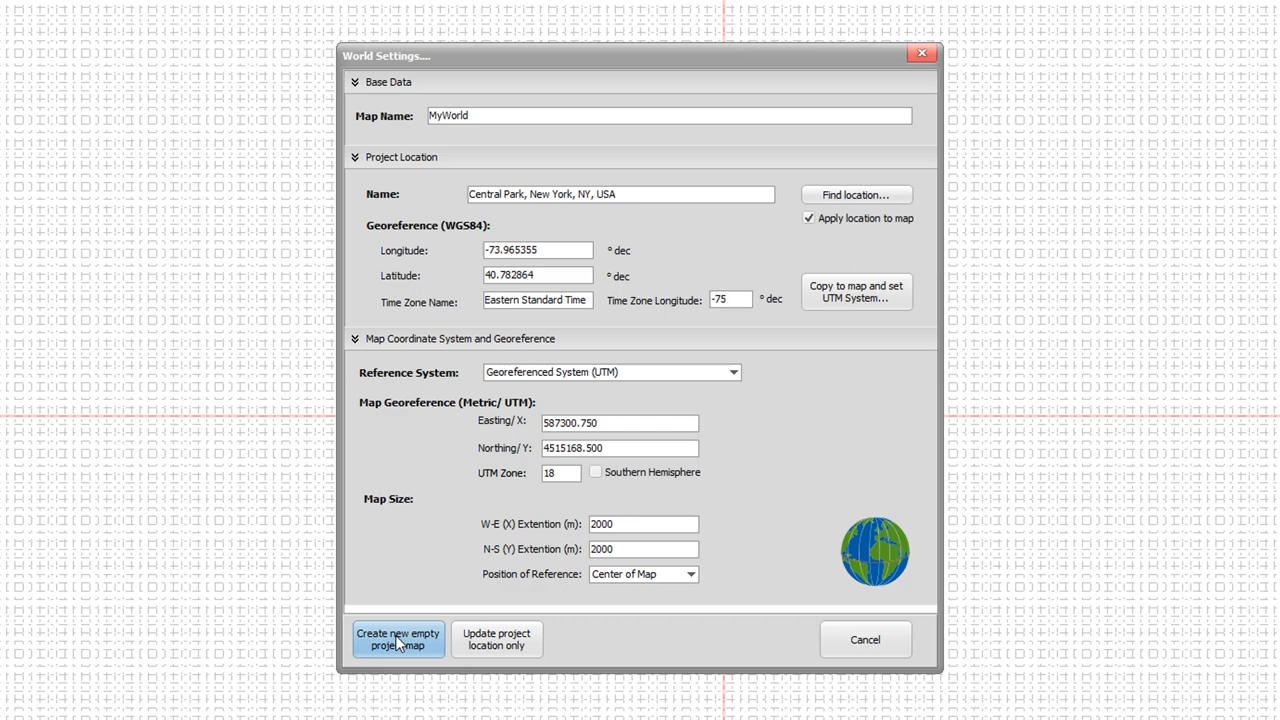 World Settings....
Base Data
Map Name: MyWorld
Project Location
Name: Central Park, New York, NY, USA Find location...
Apply location to map
Georeference (WGS84):
Longitude: -73.965355 ° dec
Latitude: 40.782864 ° dec
Copy to map and set
UTM System...
Time Zone Name: Eastern Standard Time Time Zone Longitude: -75 ° dec
Map Coordinate System and Georeference
Reference System: Georeferenced System (UTM)
Map Georeference (Metric/ UTM):
Easting/ X: 587300.750
Northing/ Y: 4515168.500
UTM Zone: 18 Southern Hemisphere
Map Size:
W-E (X) Extention (m): 2000
N-S (Y) Extention (m): 2000
Position of Reference: Center of Map
Create new empty
project map
Update project
location only
Cancel